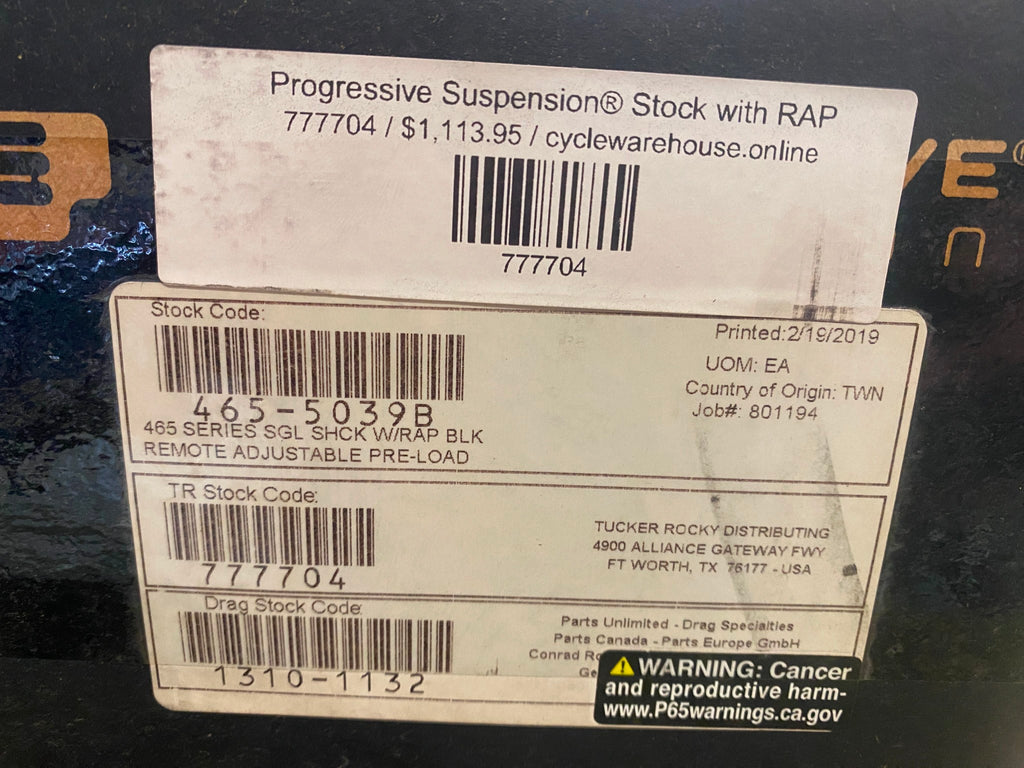 Progressive Suspension® Stock with RAP
777704 / $1,113.95 / cyclewarehouse.online
777704
VE®
Stock Code:
465-5039B
465 SERIES SGL SHCK W/RAP BLK
REMOTE ADJUSTABLE PRE-LOAD
Printed:2/19/2019
UOM: EA
Country of Origin: TWN
Job#: 801194
TR Stock Code:
777704
TUCKER ROCKY DISTRIBUTING
4900 ALLIANCE GATEWAY FWY
FT WORTH, TX 76177 - USA
Drag Stock Code:
1310-1132
Parts Unlimited - Drag Specialties
Parts Canada - Parts Europe GmbH
Conrad
WARNING: Cancer
and reproductive harm-
www.P65warnings.ca.gov